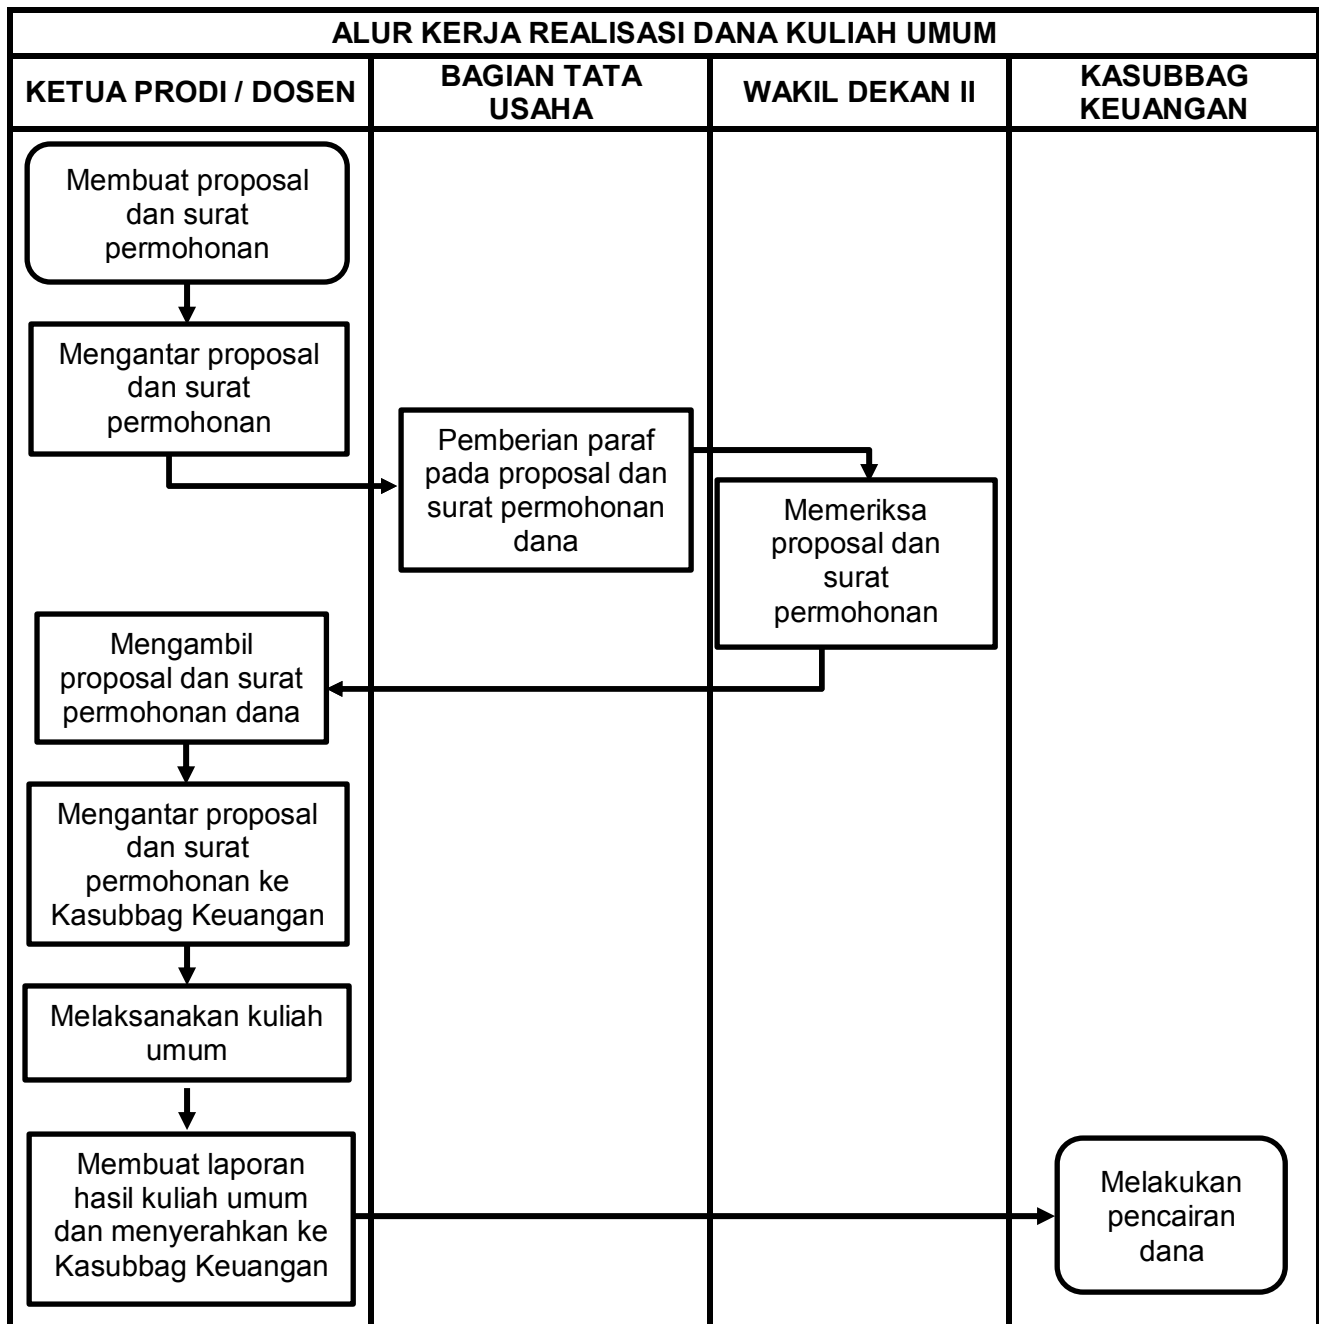 ALUR KERJA REALISASI DANA KULIAH UMUM
KETUA PRODI / DOSEN
BAGIAN TATA
USAHA
WAKIL DEKAN II
KASUBBAG
KEUANGAN
Membuat proposal
dan surat
permohonan
Mengantar proposal
dan surat
permohonan
Pemberian paraf
pada proposal dan
surat permohonan
dana
Memeriksa
proposal dan
surat
permohonan
Mengambil
proposal dan surat
permohonan dana
Mengantar proposal
dan surat
permohonan ke
Kasubbag Keuangan
Melaksanakan kuliah
umum
Membuat laporan
hasil kuliah umum
dan menyerahkan ke
Kasubbag Keuangan
Melakukan
pencairan
dana